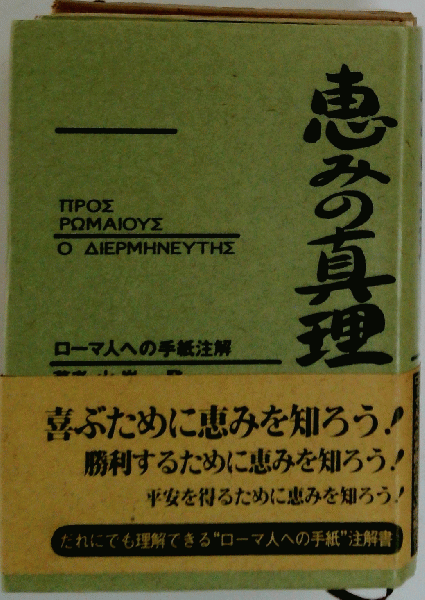 恵みの真理
ΠΡΟΣ
ΡΩΜΑΙΟΥΣ
Ο ΔΙΕΡΜΗΝΕΥΤΗΣ
ローマ人への手紙注解
喜ぶために恵みを知ろう!
勝利するために恵みを知ろう!
平安を得るために恵みを知ろう!
だれにでも理解できる"ローマ人への手紙"注解書